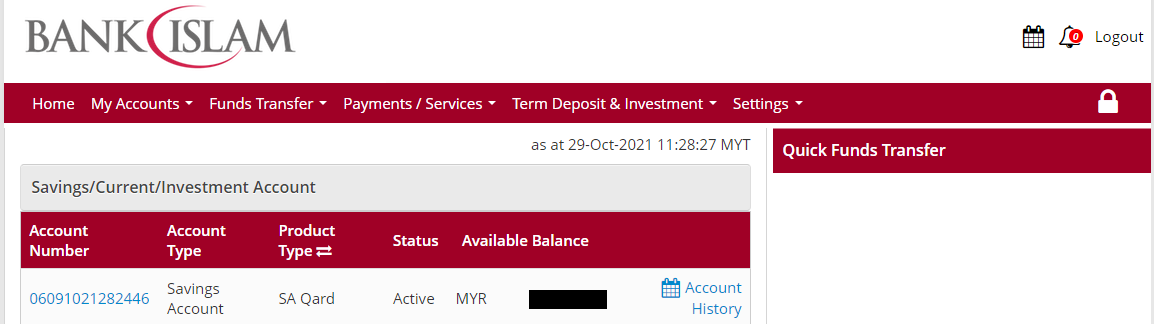 BANK ISLAM
0 Logout
Home My Accounts Funds Transfer Payments / Services Term Deposit & Investment Settings
as at 29-Oct-2021 11:28:27 MYT
Quick Funds Transfer
Savings/Current/Investment Account
Account Number
Account Type
Product Type
Status
Available Balance
06091021282446
Savings Account
SA Qard
Active
MYR
Account History